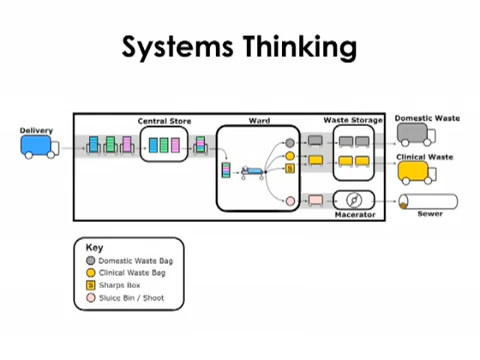 Systems Thinking
Delivery
Central Store
Ward
Waste Storage
Domestic Waste
Clinical Waste
Macerator
Sewer
Key
Domestic Waste Bag
Clinical Waste Bag
S Sharps Box
Sluice Bin / Shoot